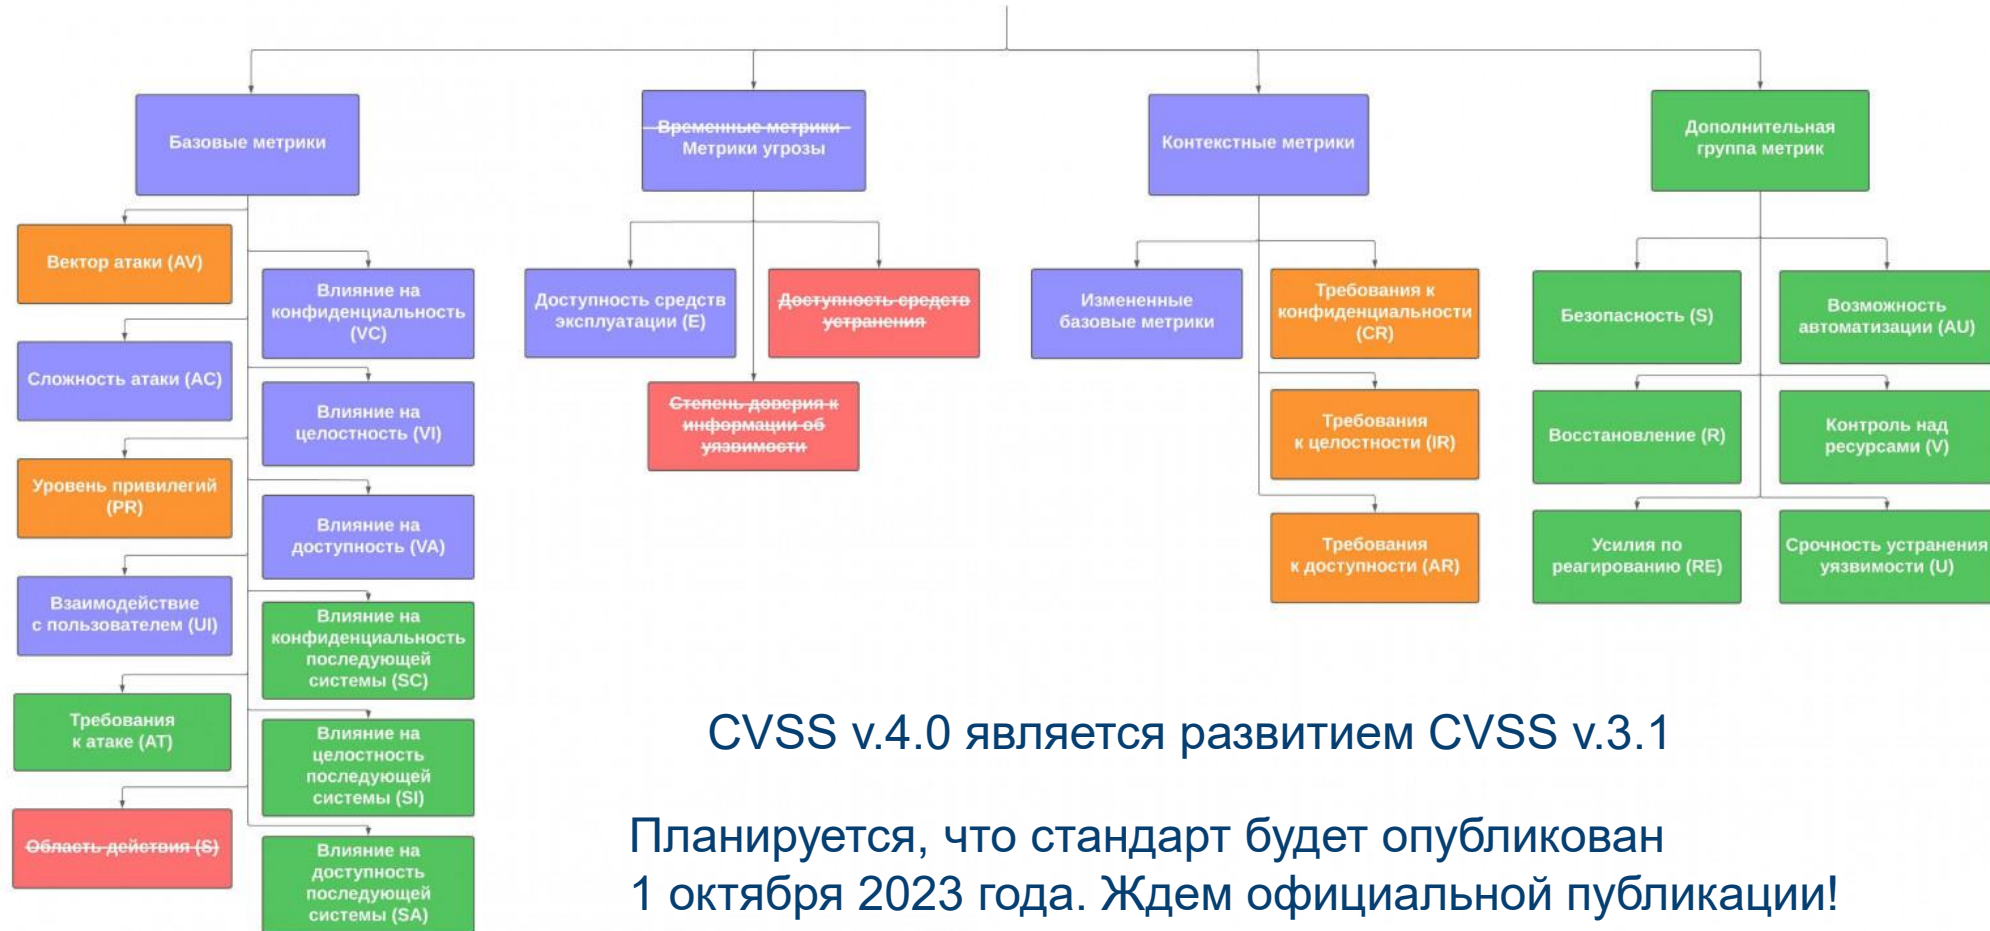 Базовые метрики
Временные метрики
Метрики угрозы
Контекстные метрики
Дополнительная
группа метрик
Вектор атаки (AV)
Сложность атаки (AC)
Уровень привилегий
(PR)
Взаимодействие
с пользователем (UI)
Требования
к атаке (AT)
Область действия (S)
Влияние на
конфиденциальность
(VC)
Влияние на
целостность (VI)
Влияние на
доступность (VA)
Влияние на
конфиденциальность
последующей
системы (SC)
Влияние на
целостность
последующей
системы (SI)
Влияние на
доступность
последующей
системы (SA)
Доступность средств
эксплуатации (E)
Доступность средств
устранения
Степень доверия к
информации об
уязвимости
Измененные
базовые метрики
Требования к
конфиденциальности
(CR)
Требования
к целостности (IR)
Требования
к доступности (AR)
Безопасность (S)
Возможность
автоматизации (AU)
Восстановление (R)
Контроль над
ресурсами (V)
Усилия по
реагированию (RE)
Срочность устранения
уязвимости (U)
CVSS v.4.0 является развитием CVSS v.3.1
Планируется, что стандарт будет опубликован
1 октября 2023 года. Ждем официальной публикации!